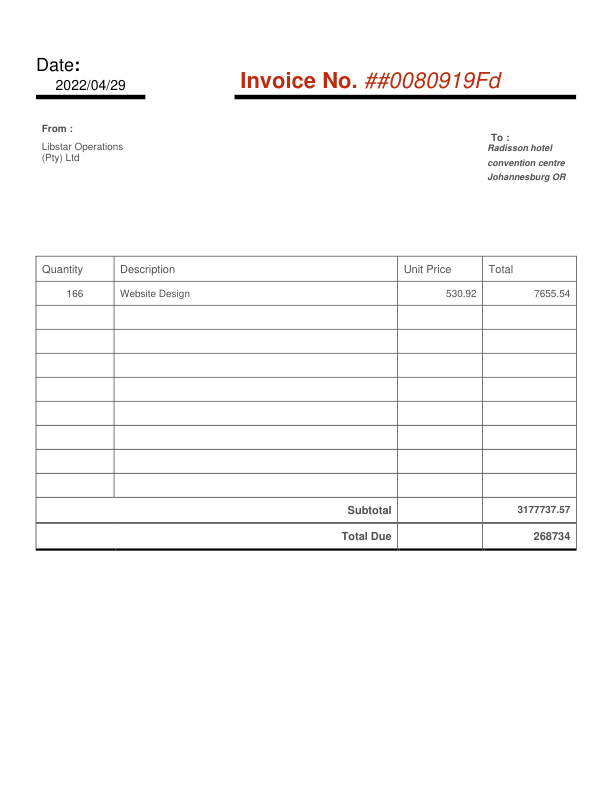 Date:
2022/04/29
Invoice No. ##0080919Fd
From :
Libstar Operations
(Pty) Ltd
To :
Radisson hotel
convention centre
Johannesburg OR
Quantity Description Unit Price Total
166 Website Design 530.92 7655.54
Subtotal 3177737.57
Total Due 268734